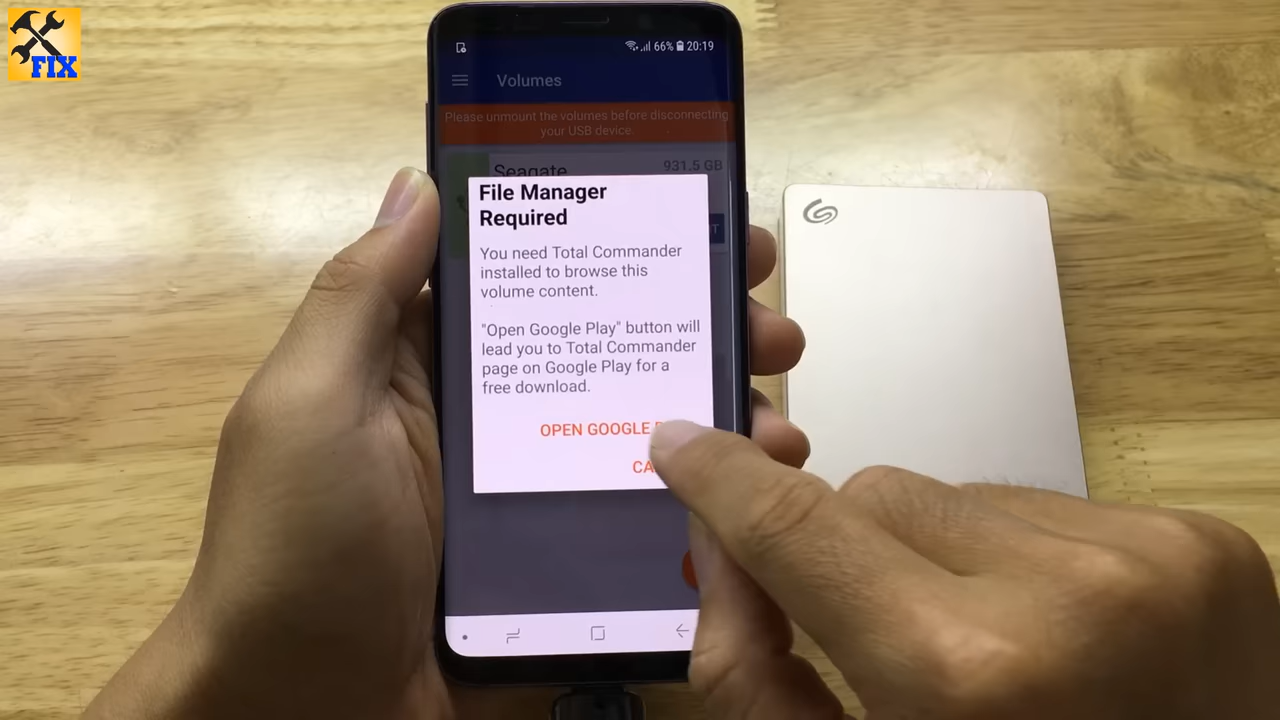 FIX
66% 20:19
Volumes
Please unmount the volumes before disconnecting
your USB device.
Seagate 931.5 GB
File Manager
Required
You need Total Commander
installed to browse this
volume content.
"Open Google Play" button will
lead you to Total Commander
page on Google Play for a
free download.
OPEN GOOGLE